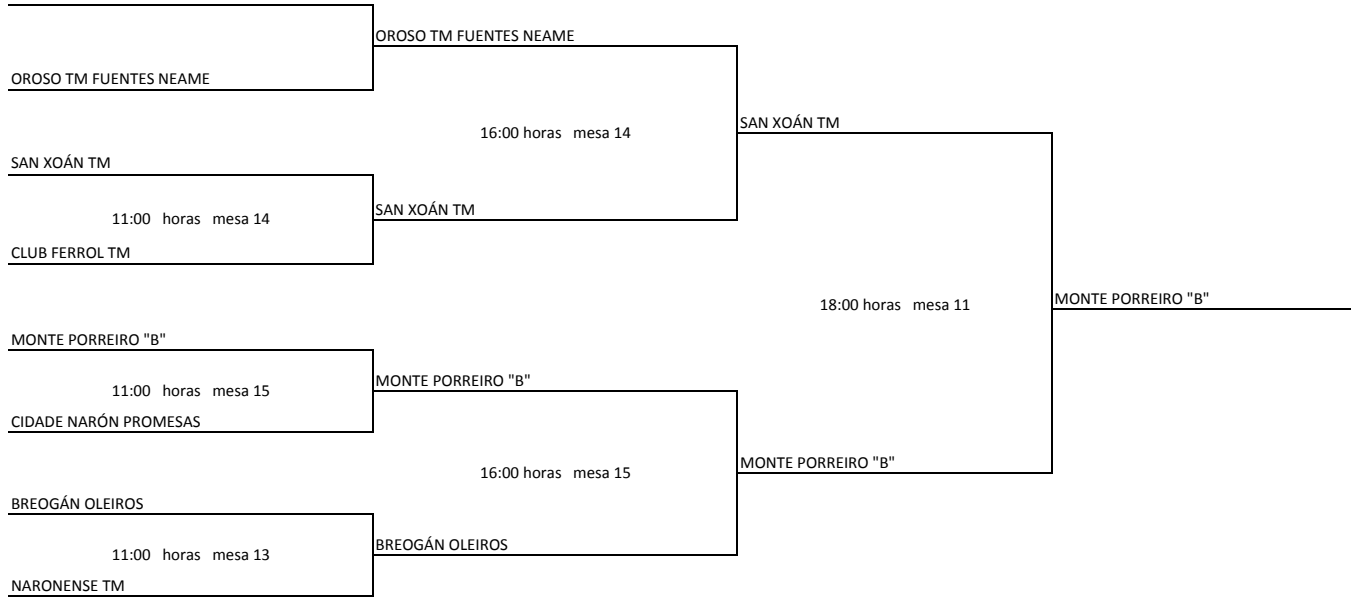 OROSO TM FUENTES NEAME
OROSO TM FUENTES NEAME
16:00 horas mesa 14
SAN XOÁN TM
SAN XOÁN TM
11:00 horas mesa 14
SAN XOÁN TM
CLUB FERROL TM
18:00 horas mesa 11
MONTE PORREIRO "B"
MONTE PORREIRO "B"
11:00 horas mesa 15
MONTE PORREIRO "B"
CIDADE NARÓN PROMESAS
16:00 horas mesa 15
MONTE PORREIRO "B"
BREOGÁN OLEIROS
11:00 horas mesa 13
BREOGÁN OLEIROS
NARONENSE TM